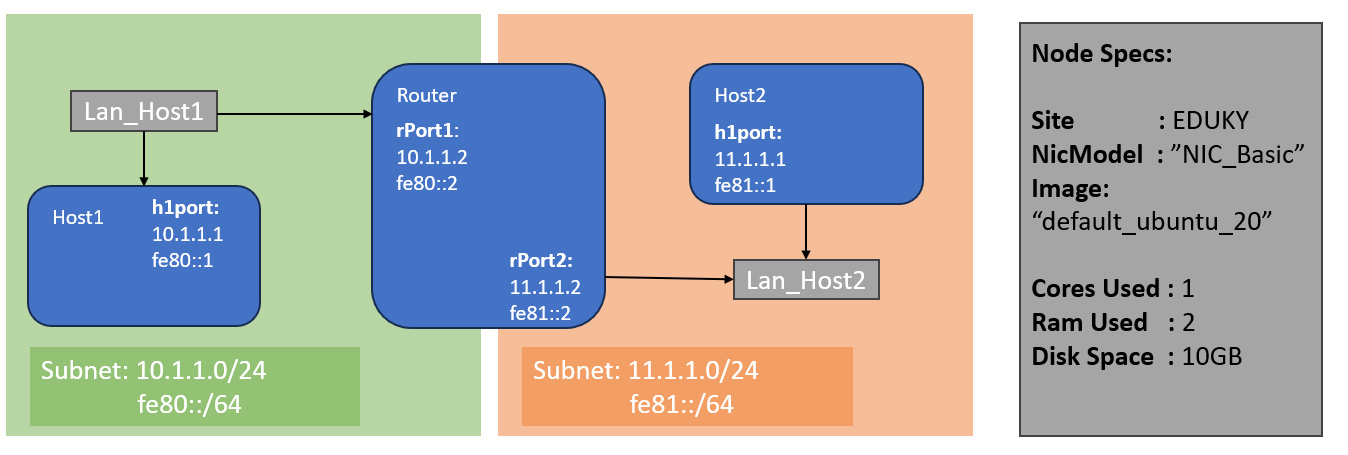 Lan_Host1
Host1
h1port:
10.1.1.1
fe80::1
Router
rPort1:
10.1.1.2
fe80::2
rPort2:
11.1.1.2
fe81::2
Host2
h1port:
11.1.1.1
fe81::1
Lan_Host2
Subnet: 10.1.1.0/24
fe80::/64
Subnet: 11.1.1.0/24
fe81::/64
Node Specs:
Site : EDUKY
NicModel : ”NIC_Basic”
Image:
“default_ubuntu_20”
Cores Used : 1
Ram Used : 2
Disk Space : 10GB